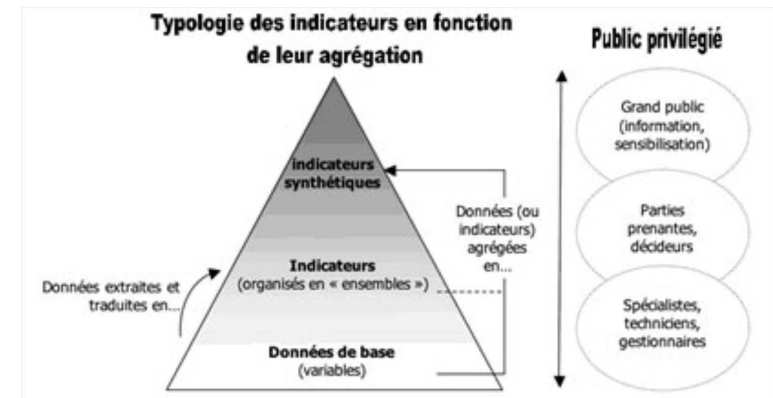 Typologie des indicateurs en fonction
de leur agrégation
Public privilégié
indicateurs
synthétiques
Indicateurs
(organisés en « ensembles »)
Données de base
(variables)
Données extraites et
traduites en...
Données (ou
indicateurs)
agrégées
en...
Grand public
(information,
sensibilisation)
Parties
prenantes,
décideurs
Spécialistes,
techniciens,
gestionnaires